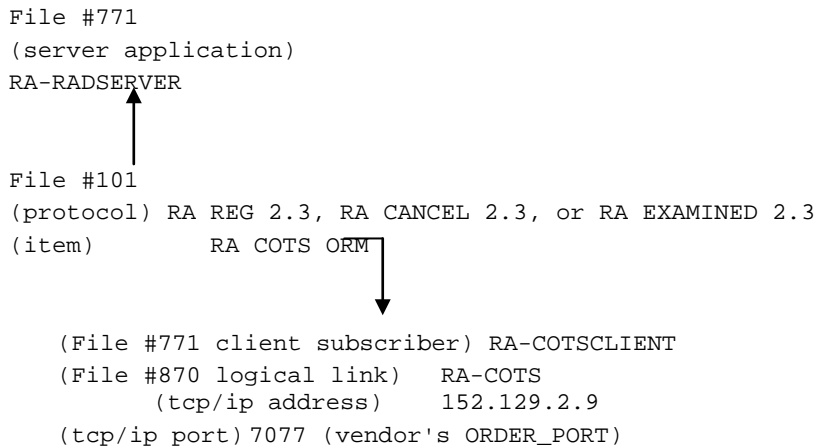 File #771
(server application)
RA-RADSERVER
File #101
(protocol) RA REG 2.3, RA CANCEL 2.3, or RA EXAMINED 2.3
(item) RA COTS ORM
(File #771 client subscriber) RA-COTSCLIENT
(File #870 logical link) RA-COTS
(tcp/ip address) 152.129.2.9
(tcp/ip port) 7077 (vendor's ORDER_PORT)